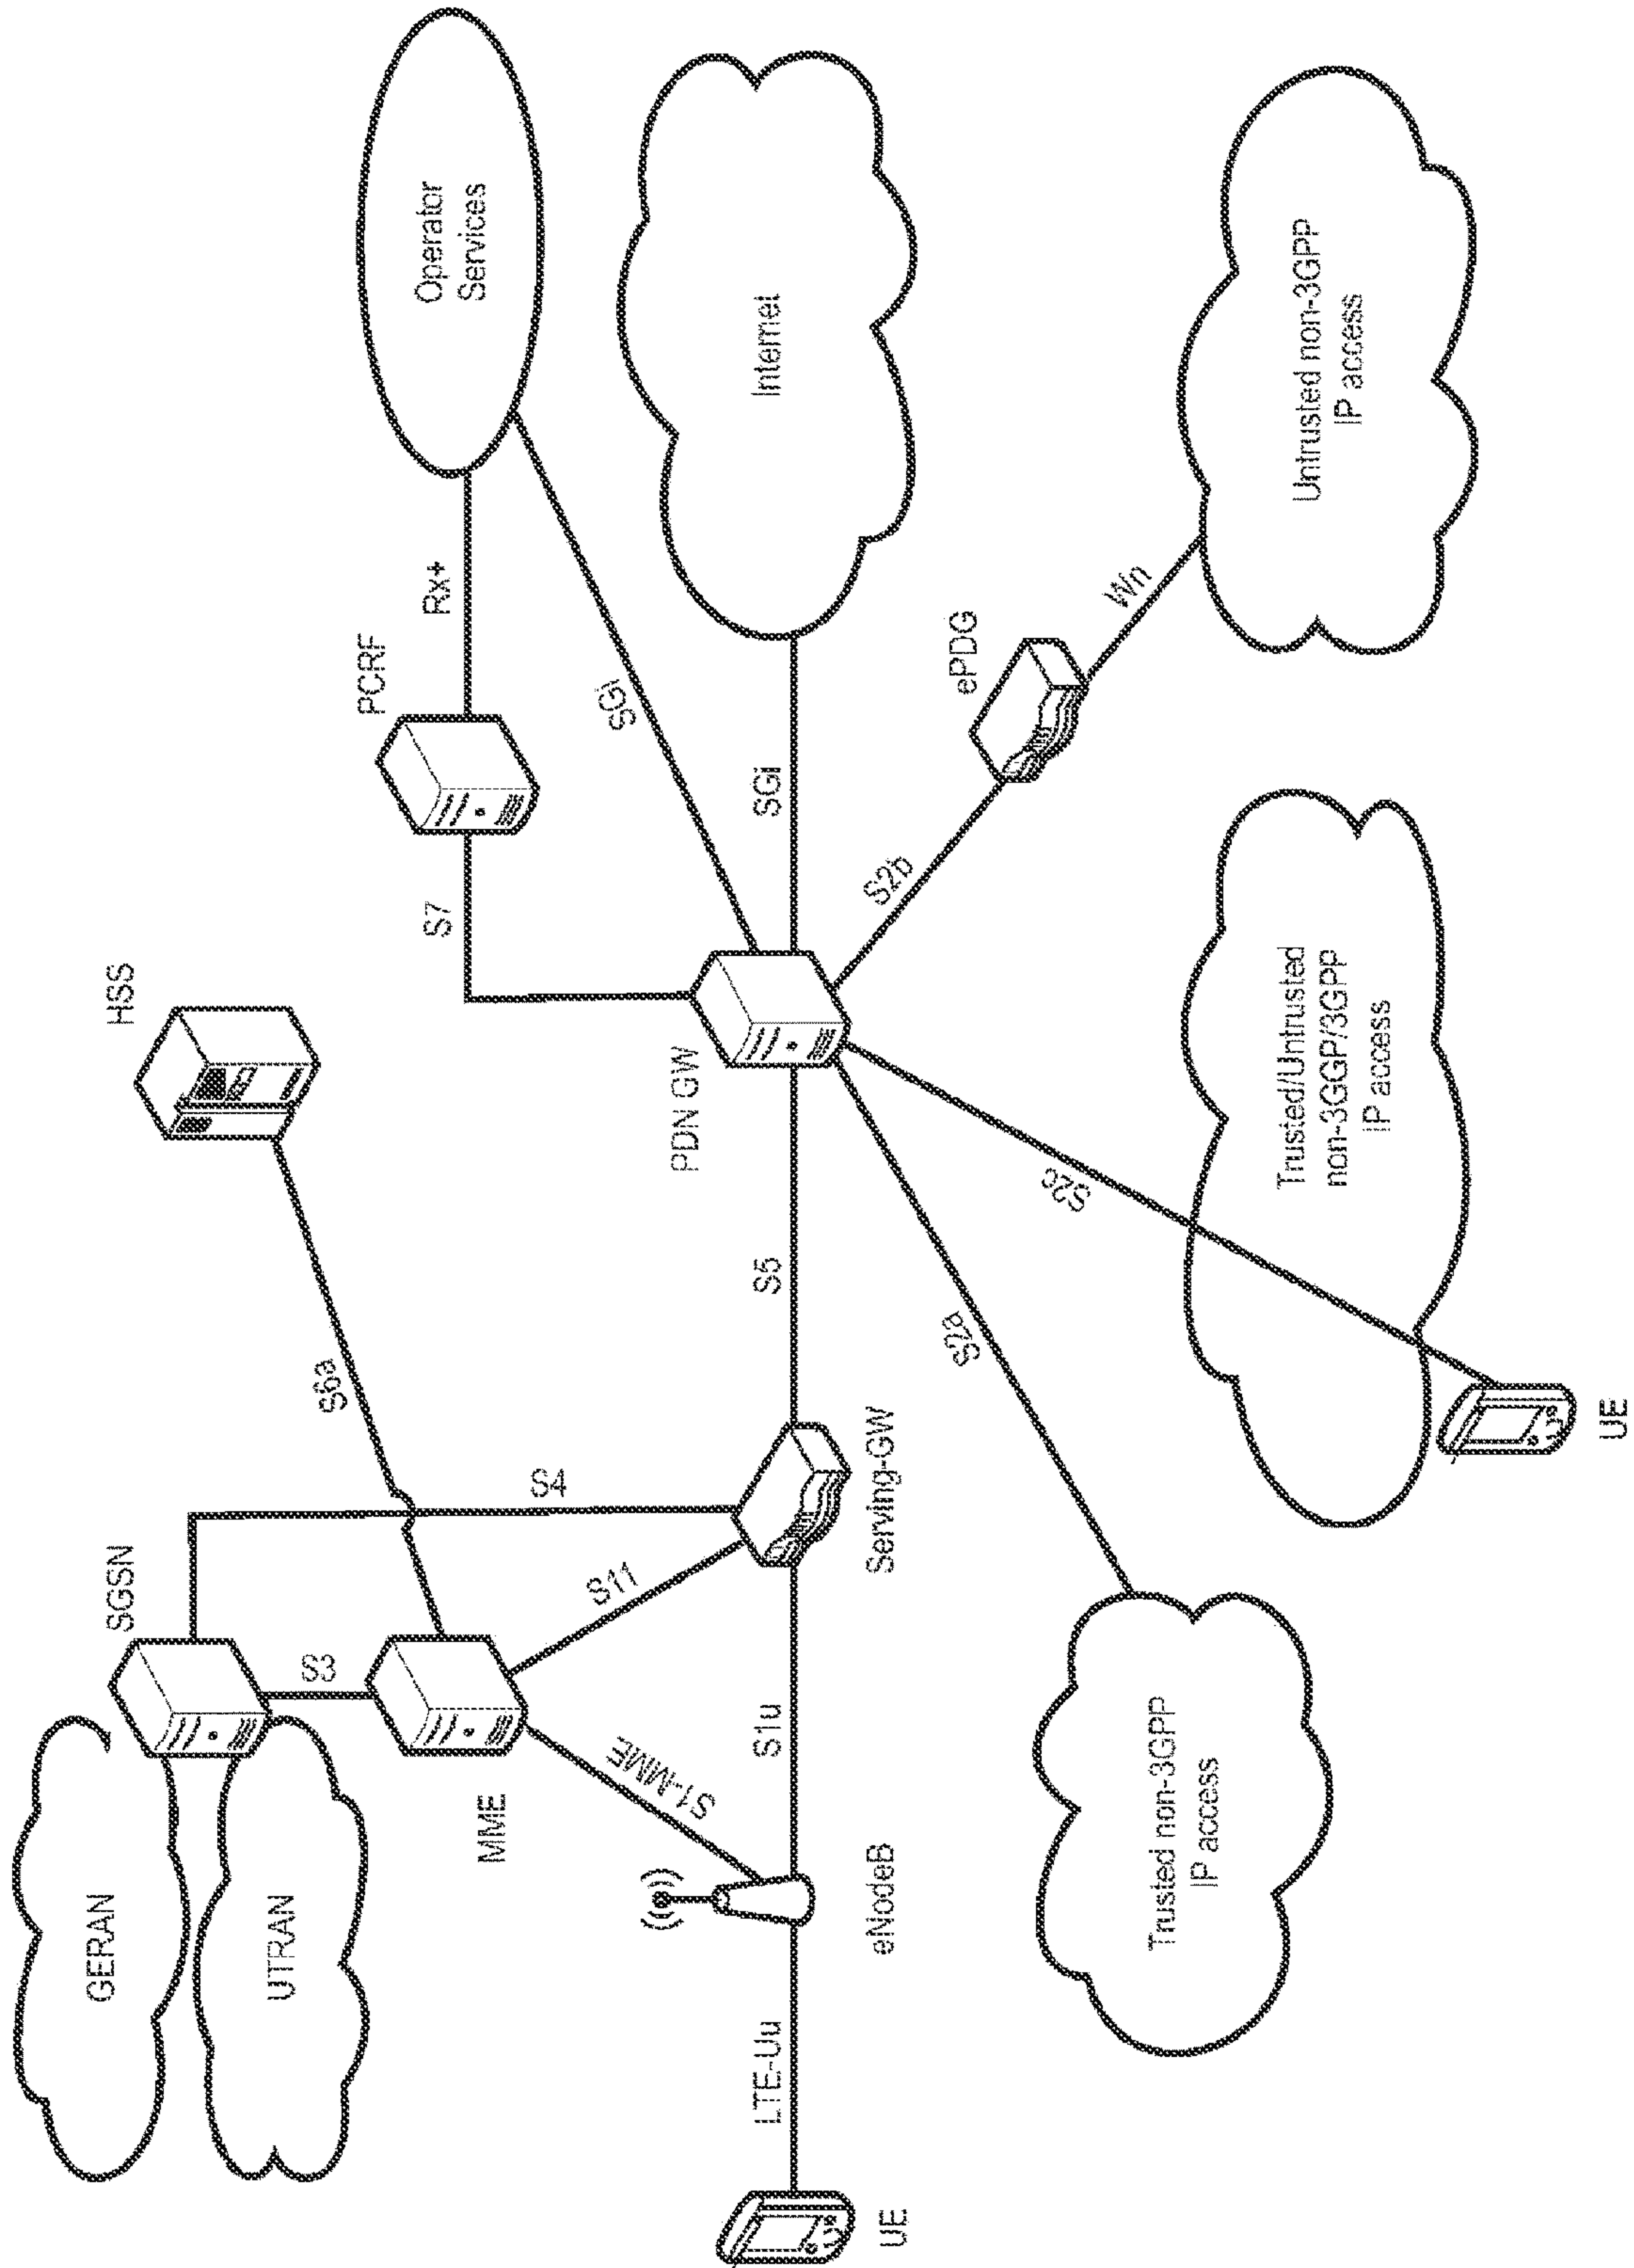 GERAN
SGSN
HSS
UTRAN
S3
S6a
PCRF
S7
Rx+
Operator
Services
MME
S4
S11
SGi
S1-MME
PDN GW
LTE-Uu
S1u
S5
SGi
Internet
UE
eNodeB
Serving-GW
S2b
ePDG
S2a
S2c
Wn
Trusted non-3GPP
IP access
Trusted/Untrusted
non-3GGP/3GPP
IP access
Untrusted non-3GPP
IP access
UE